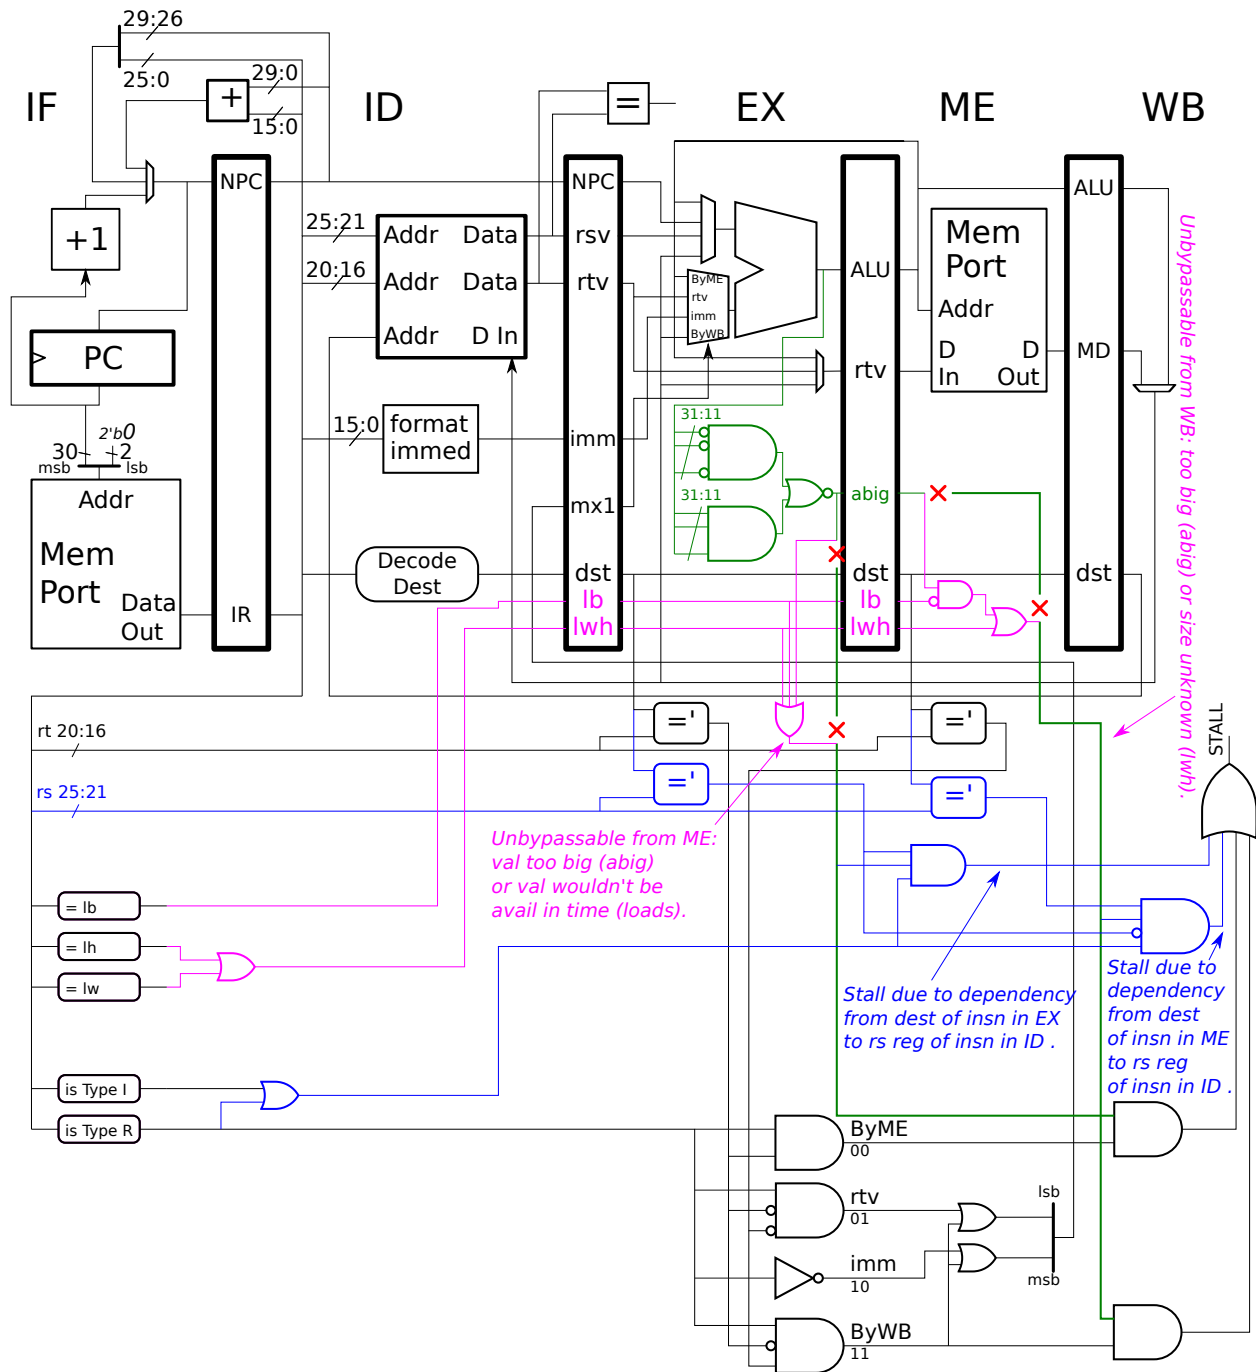 29:26
25:0
29:0
15:0
+
=
IF
ID
EX
ME
WB
NPC
NPC
ALU
+1
25:21
Addr
Data
rsv
20:16
Addr
Data
rtv
Addr
D In
ByME
rtv
imm
ByWB
ALU
Mem
Port
Addr
D
In
D
Out
MD
rtv
PC
15:0
format
immed
imm
31:11
31:11
abig
mx1
30
2'b0
2
msb
lsb
Addr
Mem
Port
Data
Out
IR
Decode
Dest
dst
lb
lwh
dst
lb
lwh
dst
Unbypassable from WB: too big (abig) or size unknown (lwh).
STALL
rt 20:16
rs 25:21
='
='
='
='
Unbypassable from ME:
val too big (abig)
or val wouldn't be
avail in time (loads).
= lb
= lh
= lw
is Type I
is Type R
Stall due to dependency
from dest of insn in EX
to rs reg of insn in ID .
Stall due to
dependency
from dest
of insn in ME
to rs reg
of insn in ID .
ByME
00
rtv
01
imm
10
ByWB
11
lsb
msb